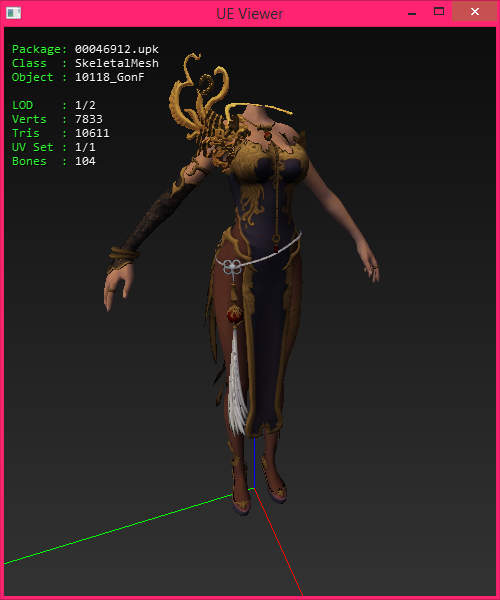 UE Viewer
Package: 00046912.upk
Class  : SkeletalMesh
Object : 10118_GonF
LOD    : 1/2
Verts  : 7833
Tris   : 10611
UV Set : 1/1
Bones  : 104